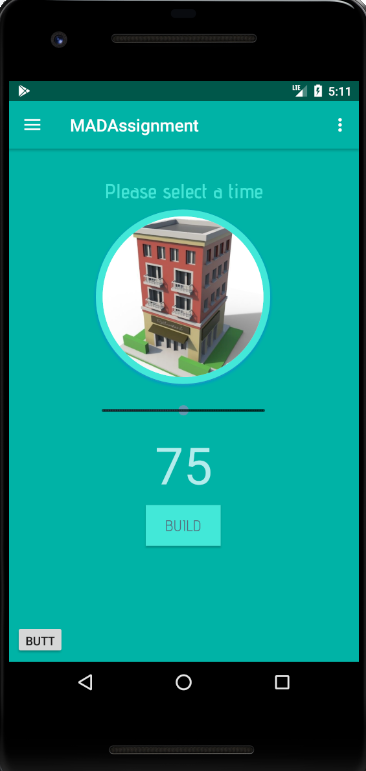 LTE 5:11
MADAssignment
Please select a time
75
BUILD
BUTT